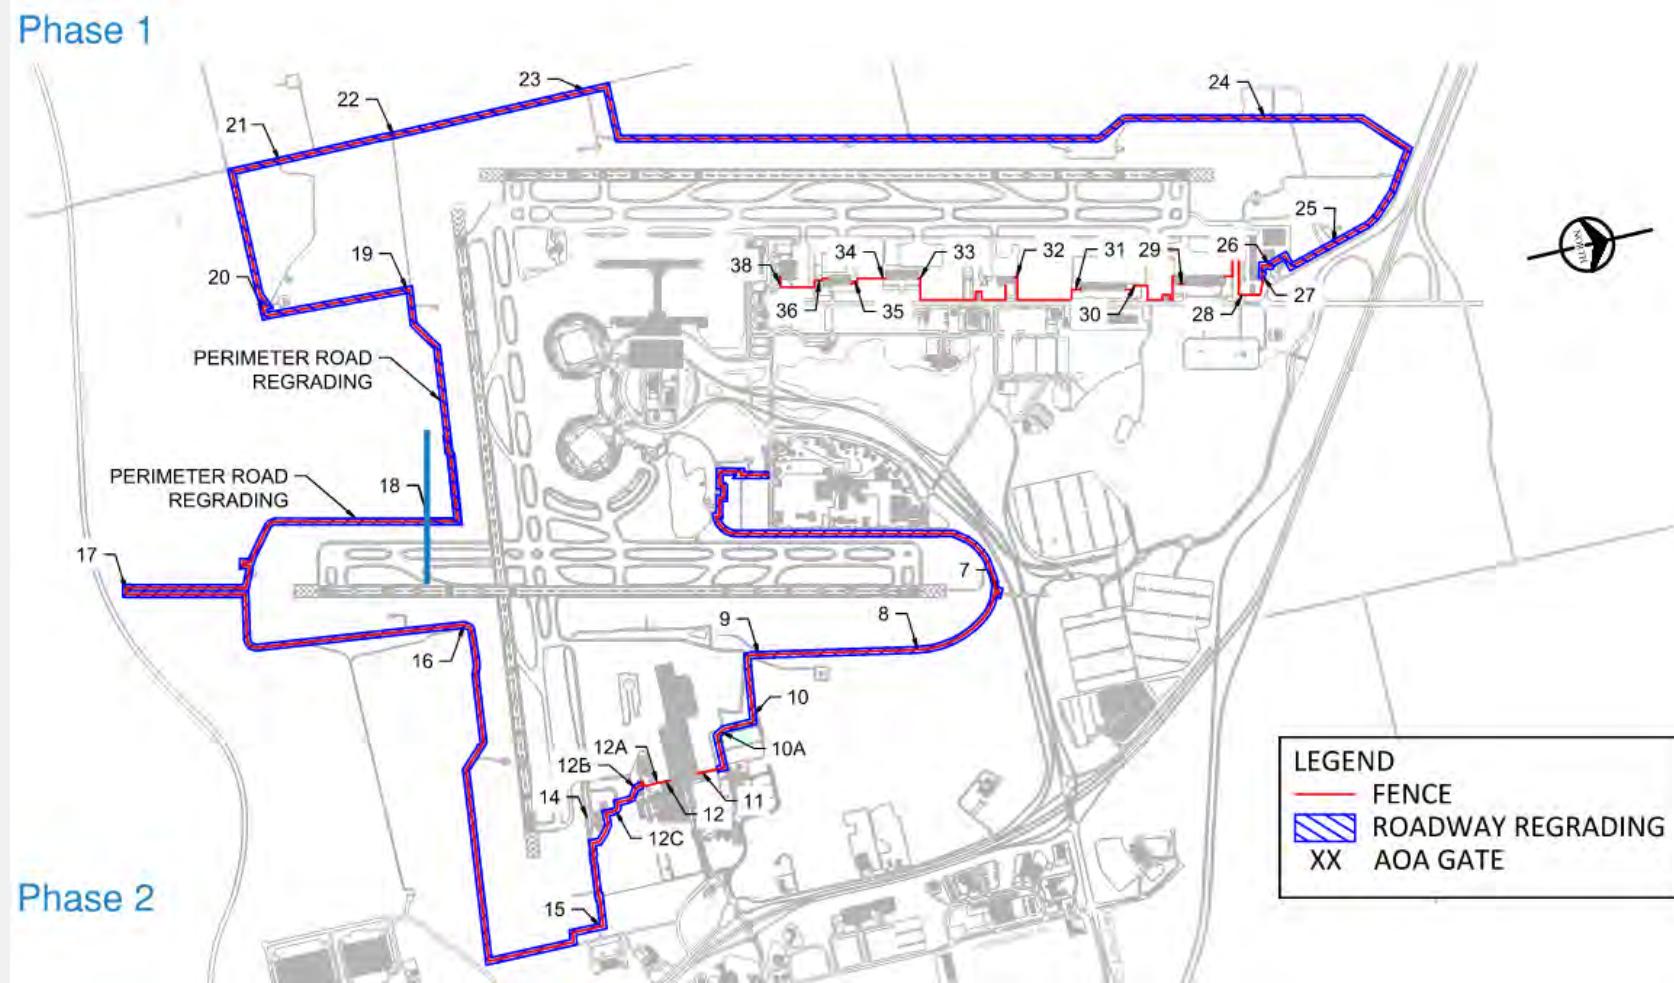 Phase 1
23
24
22
21
25
34
33
32
31
29
26
38
19
20
36
35
30
28
27
PERIMETER ROAD
REGRADING
PERIMETER ROAD
REGRADING
18
17
7
8
9
16
10
10A
12A
12B
11
14
12
12C
15
NORTH
LEGEND
FENCE
ROADWAY REGRADING
XX AOA GATE
Phase 2